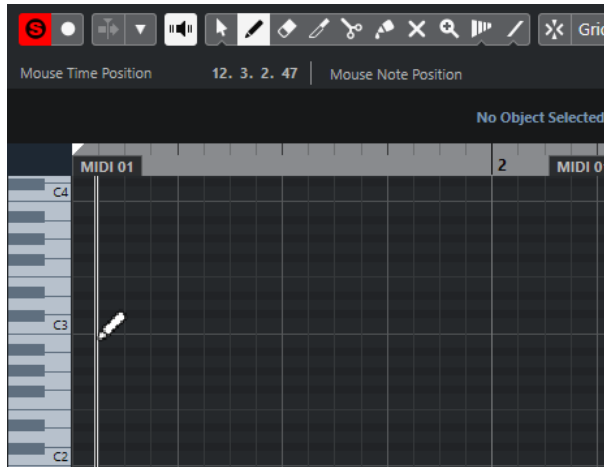 S Grid
Mouse Time Position 12. 3. 2. 47 Mouse Note Position
No Object Selected
MIDI 01 2 MIDI 0
C4
C3
C2